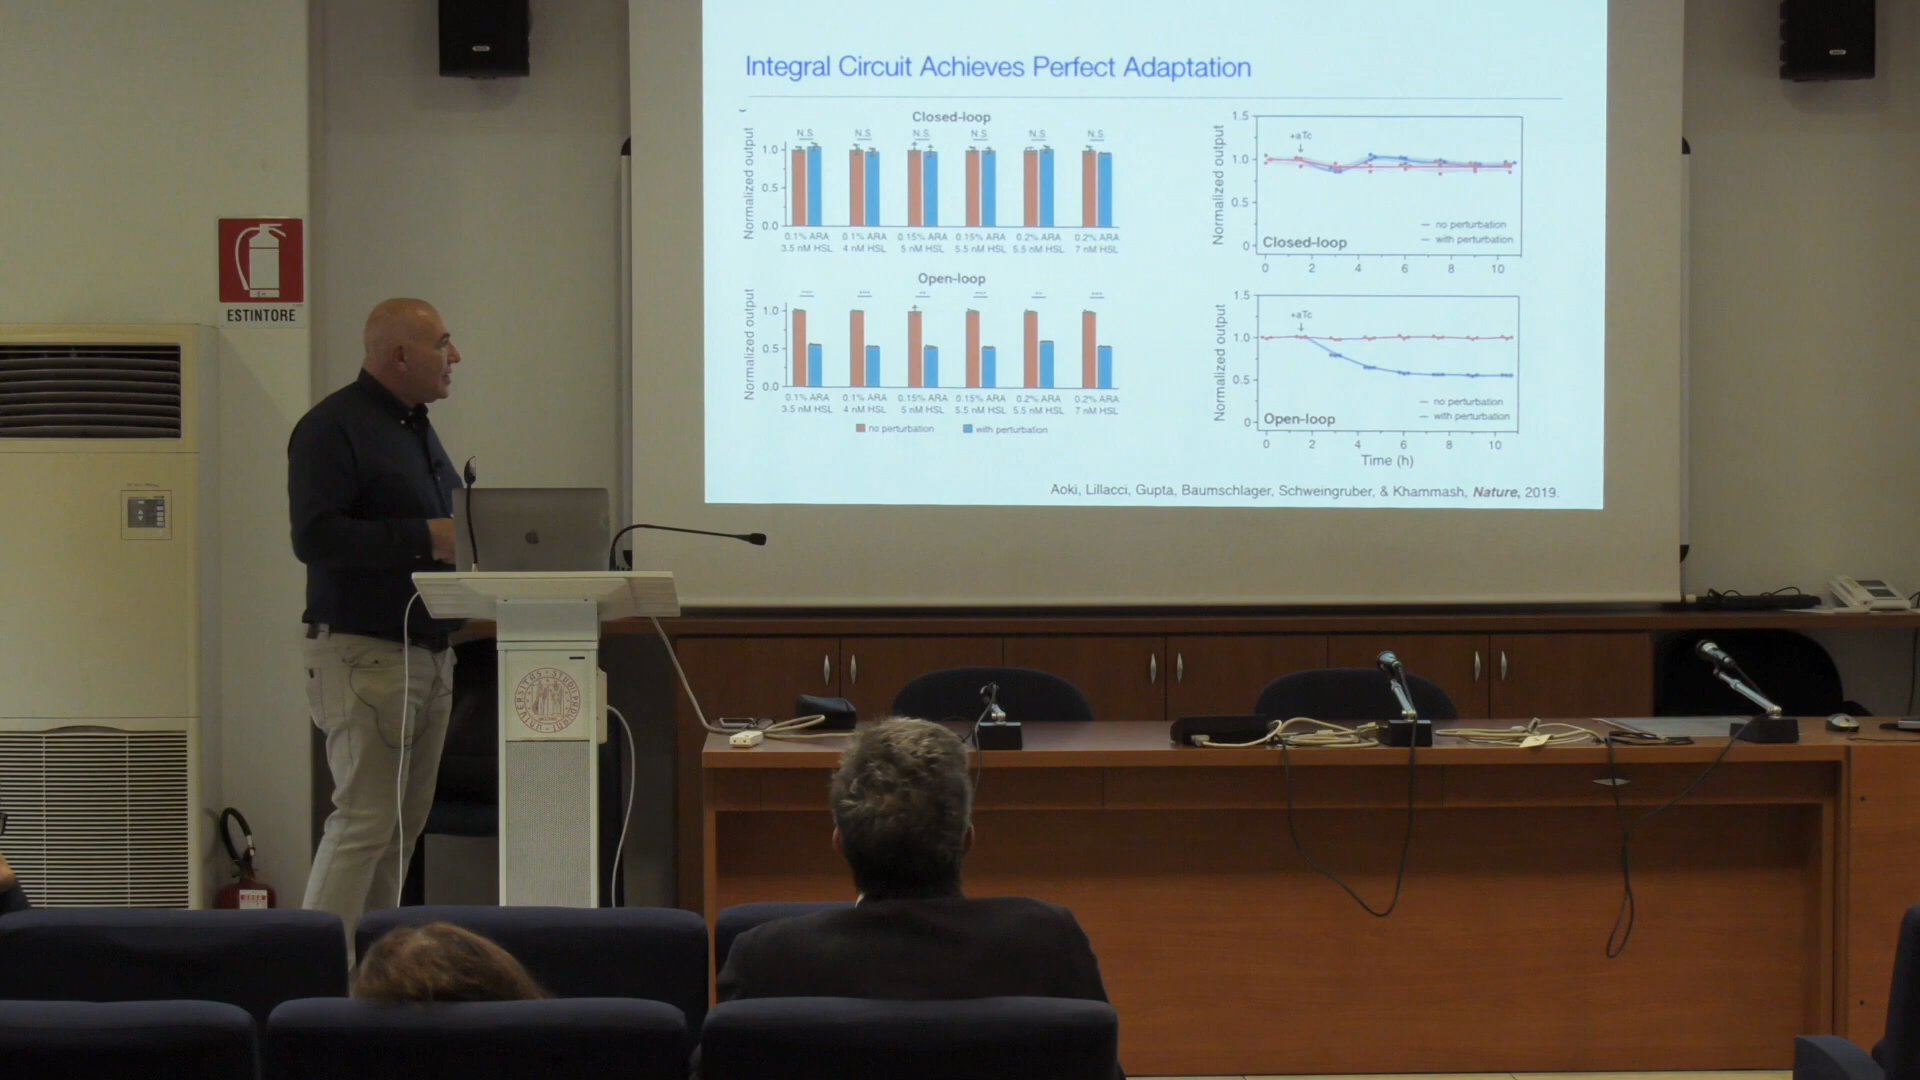 Integral Circuit Achieves Perfect Adaptation
Closed-loop
N.S. N.S. N.S. N.S. N.S. N.S.
Normalized output
1.0
0.5
0.0
0.1% ARA 0.1% ARA 0.15% ARA 0.15% ARA 0.2% ARA 0.2% ARA
3.5 nM HSL 4 nM HSL 5 nM HSL 5.5 nM HSL 5.5 nM HSL 7 nM HSL
Open-loop
Normalized output
1.0
0.5
0.0
0.1% ARA 0.1% ARA 0.15% ARA 0.15% ARA 0.2% ARA 0.2% ARA
3.5 nM HSL 4 nM HSL 5 nM HSL 5.5 nM HSL 5.5 nM HSL 7 nM HSL
no perturbation with perturbation
Normalized output
1.5
1.0
0.5
0
+aTc
no perturbation
with perturbation
Closed-loop
0 2 4 6 8 10
Normalized output
1.5
1.0
0.5
0
+aTc
no perturbation
with perturbation
Open-loop
0 2 4 6 8 10
Time (h)
Aoki, Lillacci, Gupta, Baumschlager, Schweingruber, & Khammash, Nature, 2019.
ESTINTORE